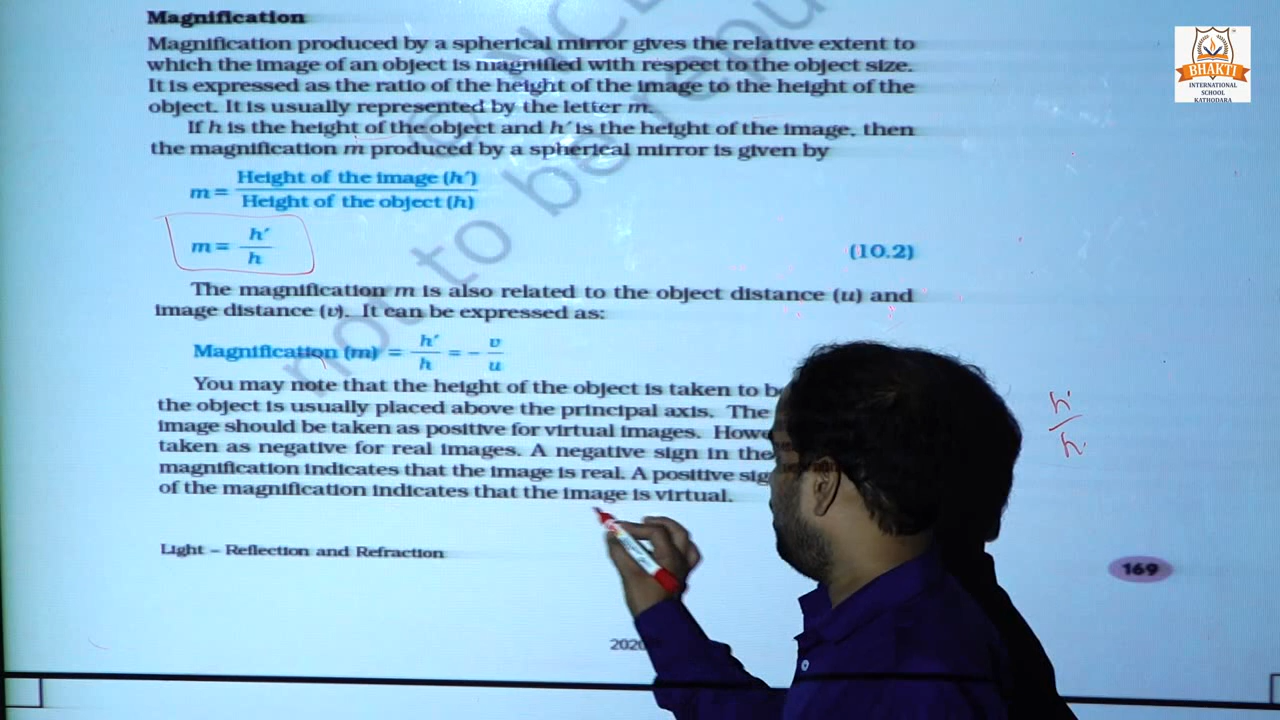 Magnification
Magnification produced by a spherical mirror gives the relative extent to
which the image of an object is magnified with respect to the object size.
It is expressed as the ratio of the height of the image to the height of the
object. It is usually represented by the letter m.
If h is the height of the object and h′ is the height of the image, then
the magnification m produced by a spherical mirror is given by
m = Height of the image (h′) / Height of the object (h)
m = h′ / h (10.2)
The magnification m is also related to the object distance (u) and
image distance (v). It can be expressed as:
Magnification (m) = h′ / h = - v / u
You may note that the height of the object is taken to be
the object is usually placed above the principal axis. The
image should be taken as positive for virtual images.
taken as negative for real images. A negative sign in the
magnification indicates that the image is real. A positive
of the magnification indicates that the image is virtual.
h' / h
Light – Reflection and Refraction
169
not to be
BHAKTI
INTERNATIONAL
SCHOOL
KATHODARA